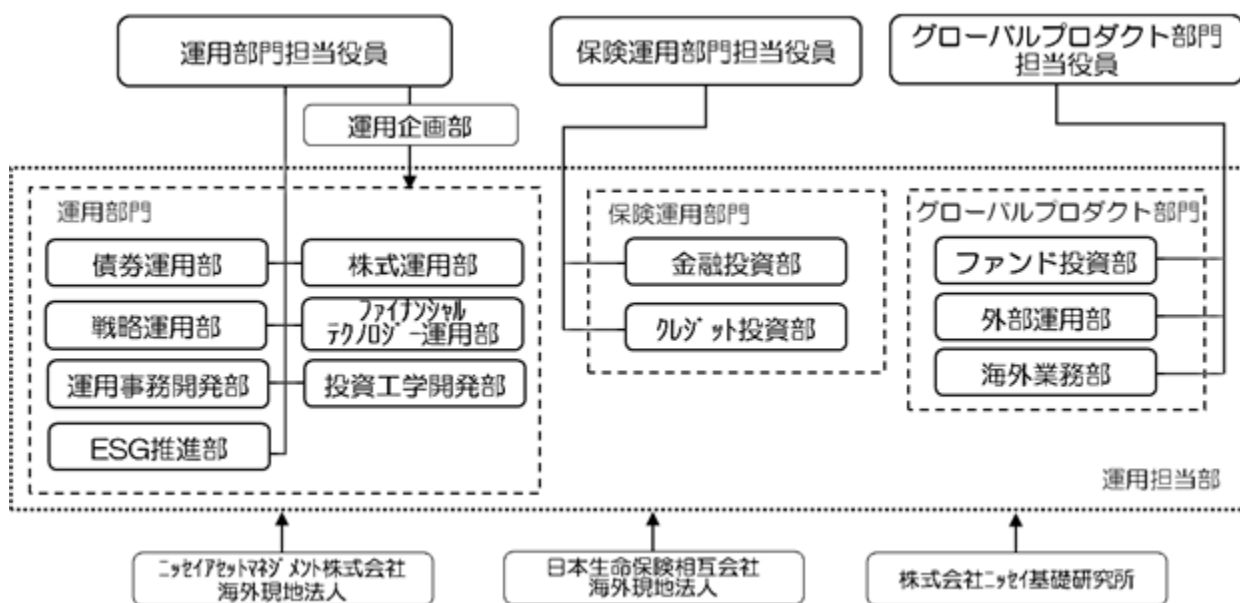 運用部門担当役員
保険運用部門担当役員
グローバルプロダクト部門
担当役員
運用企画部
運用部門
債券運用部
株式運用部
戦略運用部
ファイナンシャル
テクノロジー運用部
運用事務開発部
投資工学開発部
ESG推進部
保険運用部門
金融投資部
クレジット投資部
グローバルプロダクト部門
ファンド投資部
外部運用部
海外業務部
運用担当部
ニッセイアセットマネジメント株式会社
海外現地法人
日本生命保険相互会社
海外現地法人
株式会社ニッセイ基礎研究所